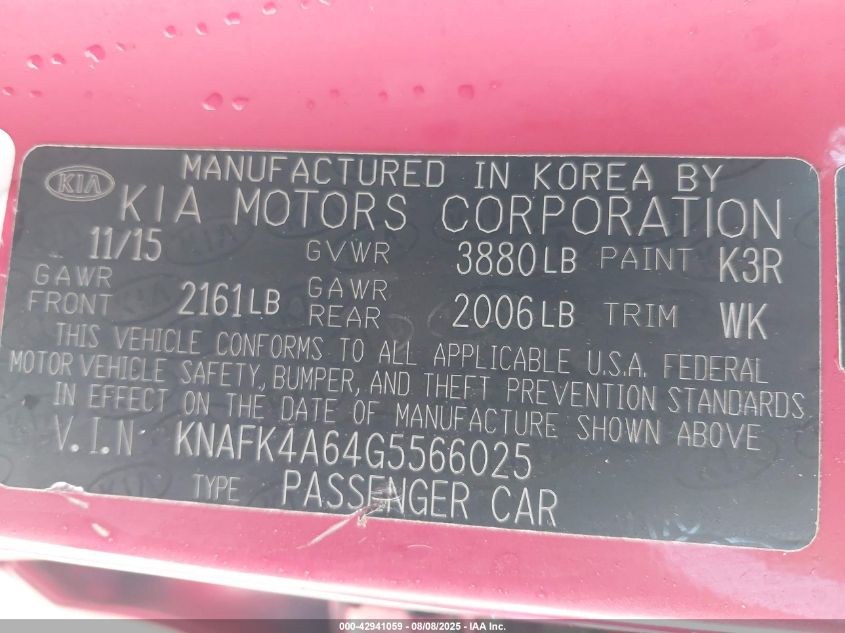 KIA
MANUFACTURED IN KOREA BY
KIA MOTORS CORPORATION
11/15 GVWR 3880LB PAINT K3R
GAWR FRONT 2161LB GAWR REAR 2006LB TRIM WK
THIS VEHICLE CONFORMS TO ALL APPLICABLE U.S.A. FEDERAL
MOTOR VEHICLE SAFETY, BUMPER, AND THEFT PREVENTION STANDARDS
IN EFFECT ON THE DATE OF MANUFACTURE SHOWN ABOVE
V.I.N KNAFK4A64G5566025
TYPE PASSENGER CAR
000-42941059 - 08/08/2025 - IAA Inc.